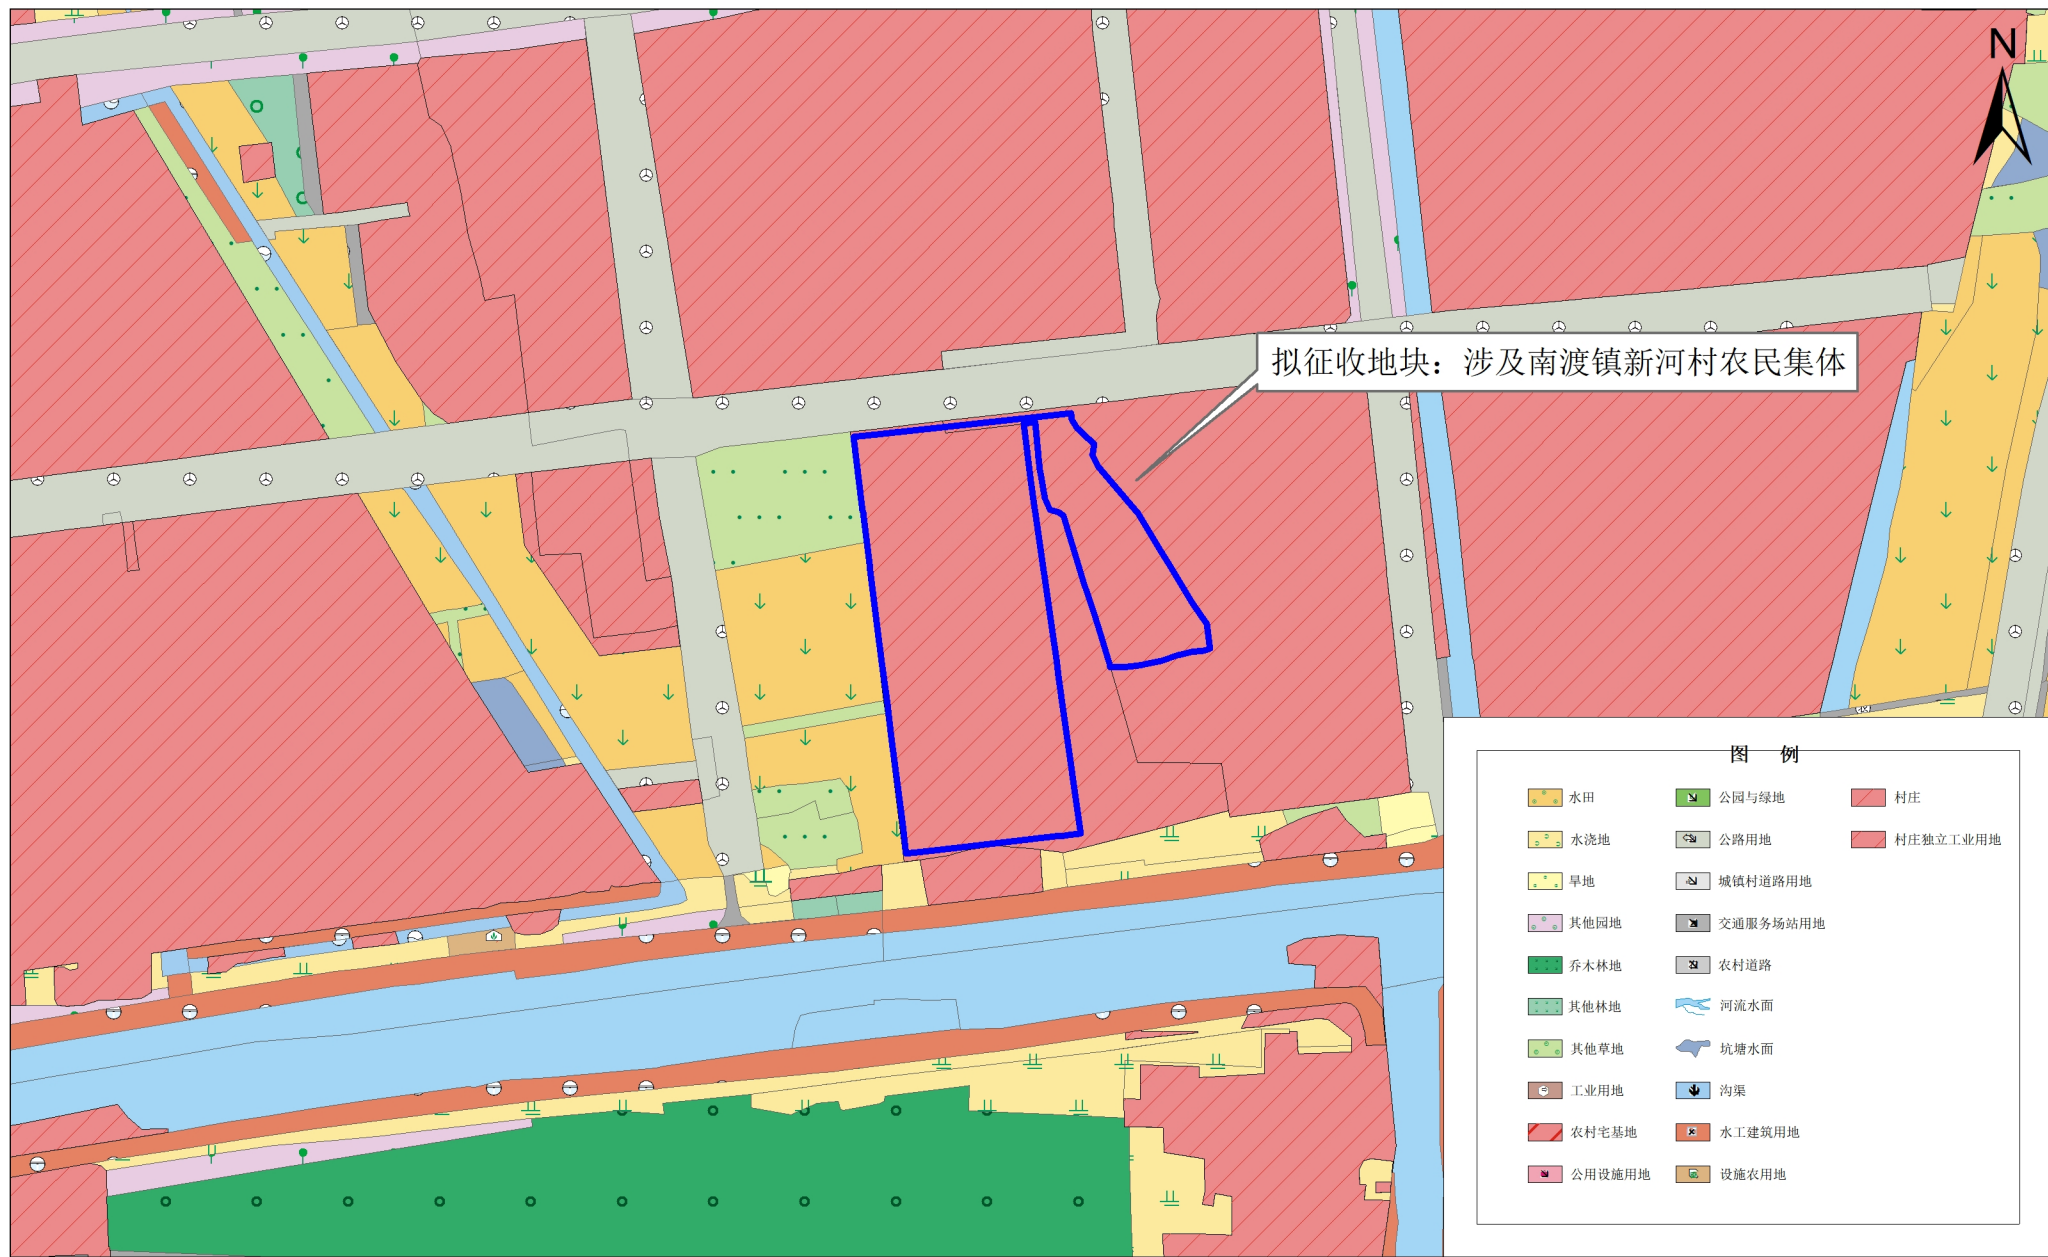 N
拟征收地块：涉及南渡镇新河村农民集体
图 例
水田
公园与绿地
村庄
水浇地
公路用地
村庄独立工业用地
旱地
城镇村道路用地
其他园地
交通服务场站用地
乔木林地
农村道路
其他林地
河流水面
其他草地
坑塘水面
工业用地
沟渠
农村宅基地
水工建筑用地
公用设施用地
设施农用地